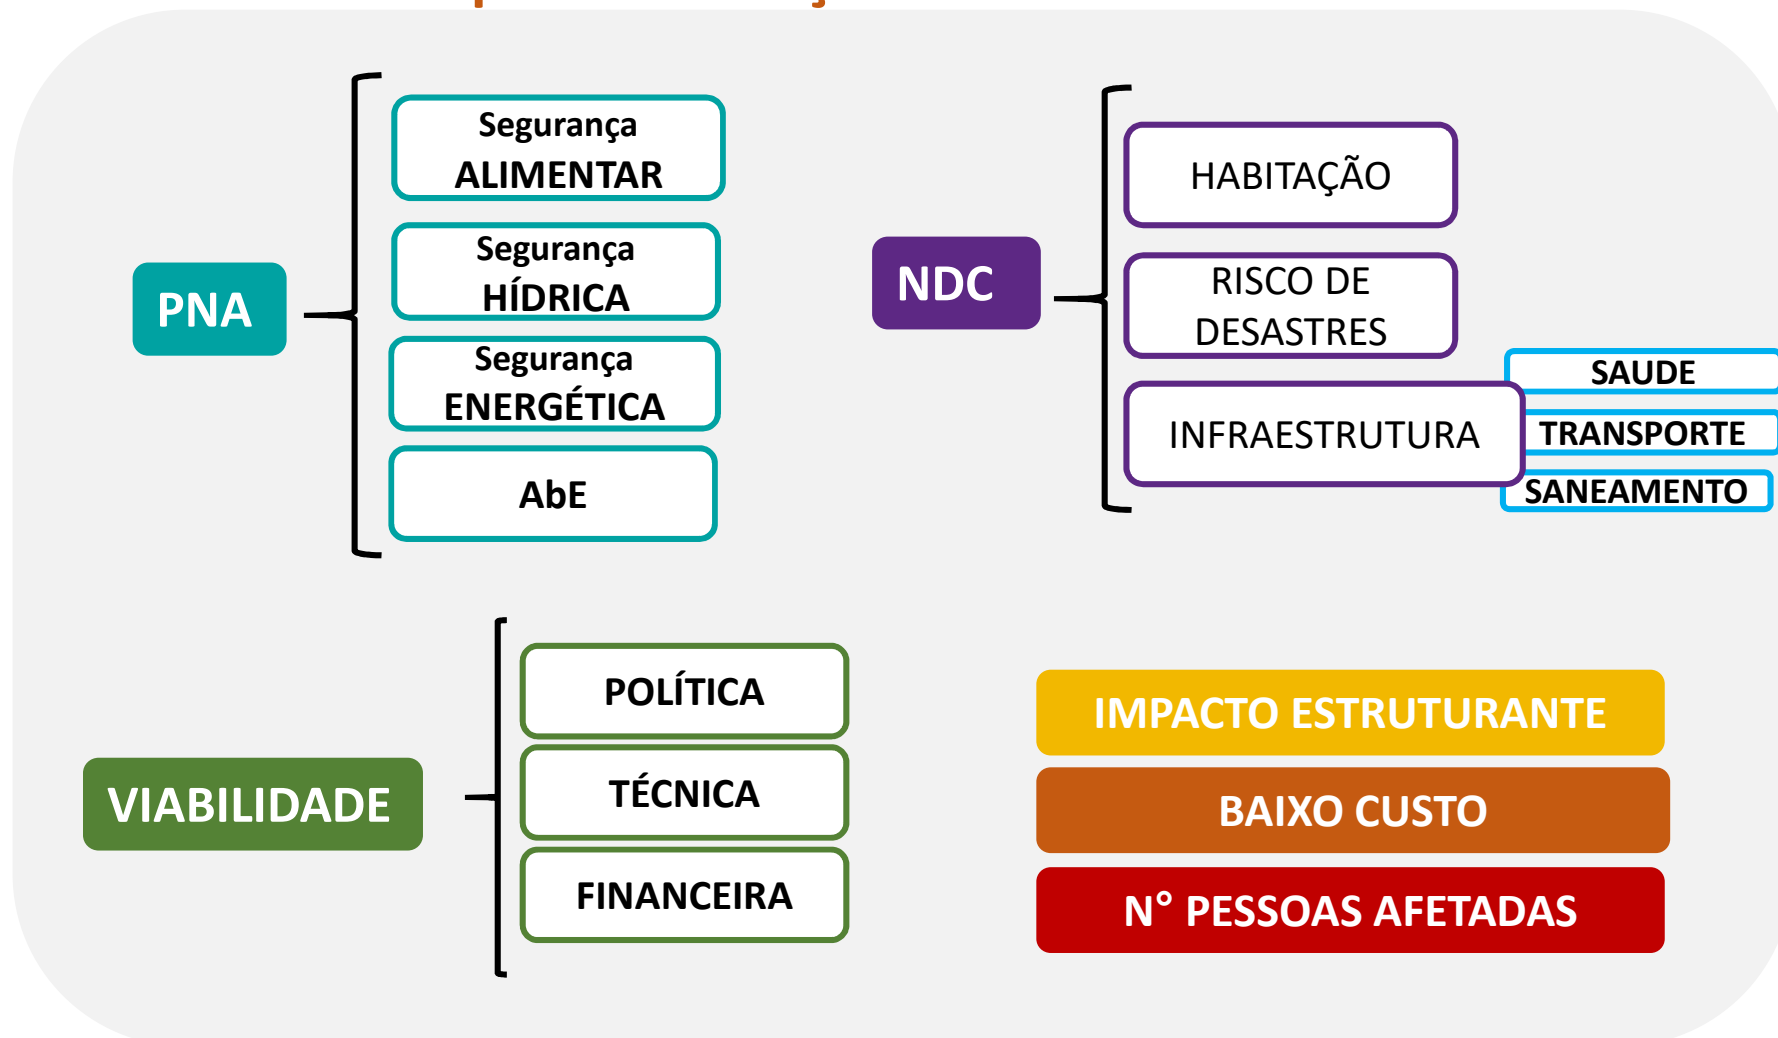 PNA
Segurança
ALIMENTAR
Segurança
HÍDRICA
Segurança
ENERGÉTICA
AbE
NDC
HABITAÇÃO
RISCO DE
DESASTRES
INFRAESTRUTURA
SAUDE
TRANSPORTE
SANEAMENTO
VIABILIDADE
POLÍTICA
TÉCNICA
FINANCEIRA
IMPACTO ESTRUTURANTE
BAIXO CUSTO
N° PESSOAS AFETADAS